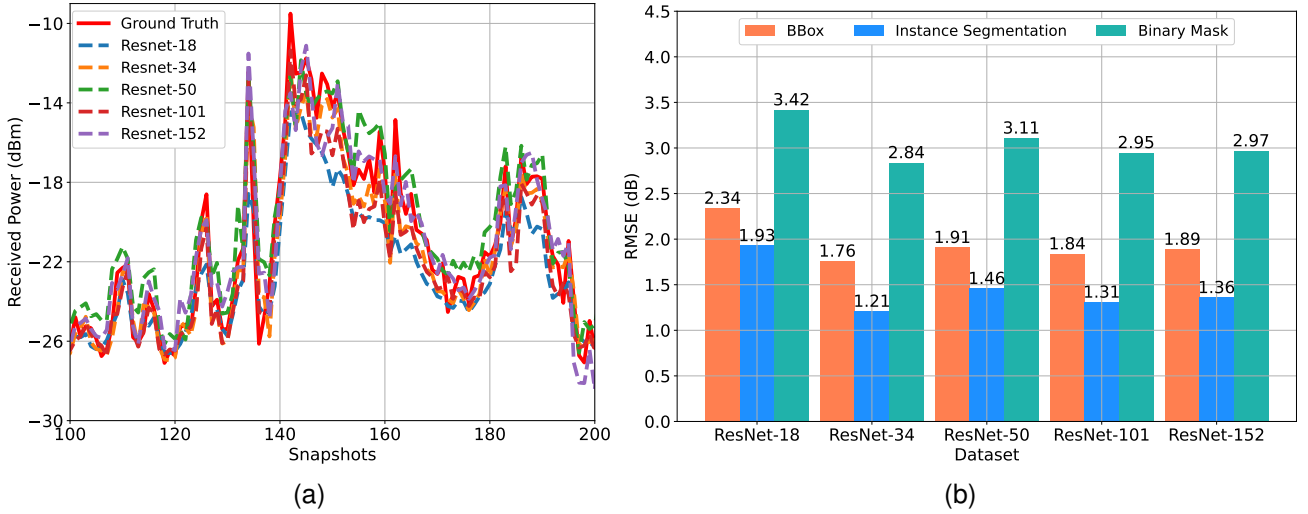 −10
−14
−18
−22
−26
−30
Received Power (dBm)
Ground Truth
Resnet-18
Resnet-34
Resnet-50
Resnet-101
Resnet-152
100 120 140 160 180 200
Snapshots
(a)
4.5
4.0
3.5
3.0
2.5
2.0
1.5
1.0
0.5
0.0
RMSE (dB)
BBox Instance Segmentation Binary Mask
2.34 1.93 3.42
1.76 1.21 2.84
1.91 1.46 3.11
1.84 1.31 2.95
1.89 1.36 2.97
ResNet-18 ResNet-34 ResNet-50 ResNet-101 ResNet-152
Dataset
(b)